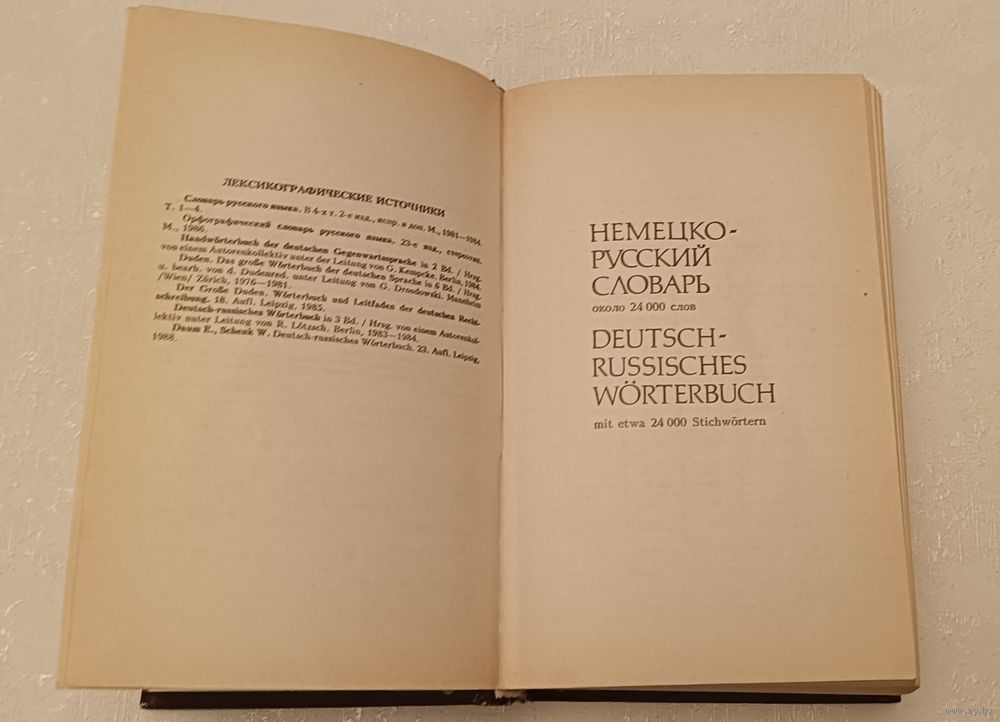 ЛЕКСИКОГРАФИЧЕСКИЕ ИСТОЧНИКИ
Словарь русского языка. В 4-х т. 2-е изд., испр. и доп. М., 1981—1984.
Т. 1—4.
Орфографический словарь русского языка. 23-е изд., стереотип.
М., 1986.
Handwörterbuch der deutschen Gegenwartssprache in 2 Bd. / Hrsg.
von einem Autorenkollektiv unter der Leitung von G. Kempcke. Berlin, 1984.
Duden. Das große Wörterbuch der deutschen Sprache in 6 Bd. / Hrsg.
u. bearb. von d. Dudenred. unter Leitung von G. Drosdowski. Mannheim
/Wien/ Zürich, 1976—1981.
Der Große Duden. Wörterbuch und Leitfaden der deutschen Recht-
schreibung. 18. Aufl. Leipzig, 1985.
Deutsch-russisches Wörterbuch in 3 Bd. / Hrsg. von einem Autorenkol-
lektiv unter Leitung von R. Lötzsch. Berlin, 1983—1984.
Daum E., Schenk W. Deutsch-russisches Wörterbuch. 23. Aufl. Leipzig,
1988.
НЕМЕЦКО-
РУССКИЙ
СЛОВАРЬ
около 24 000 слов
DEUTSCH-
RUSSISCHES
WÖRTERBUCH
mit etwa 24 000 Stichwörtern
www.ay.by